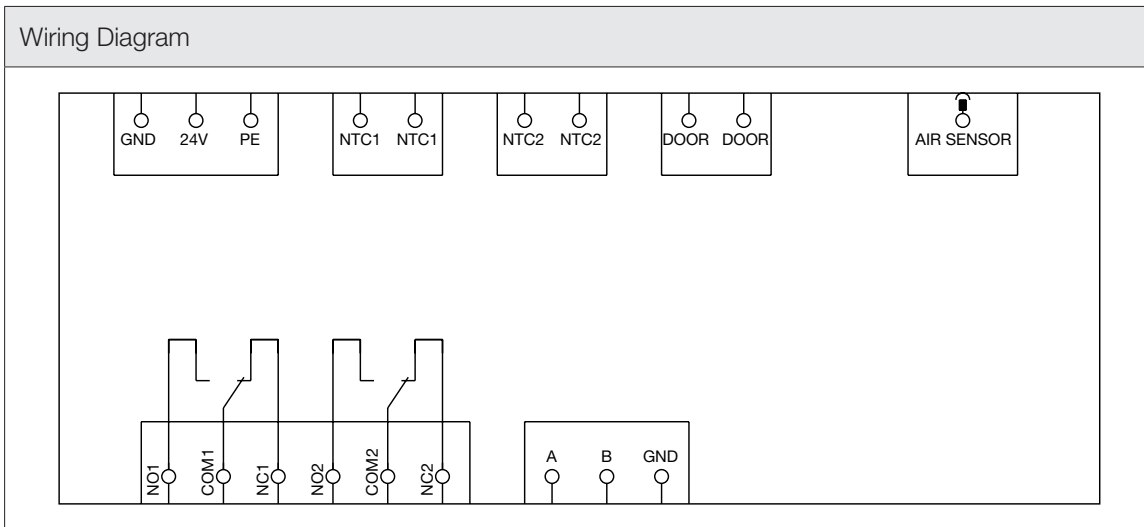 Wiring Diagram
GND 24V PE NTC1 NTC1 NTC2 NTC2 DOOR DOOR AIR SENSOR
NO1 COM1 NC1 NO2 COM2 NC2 A B GND